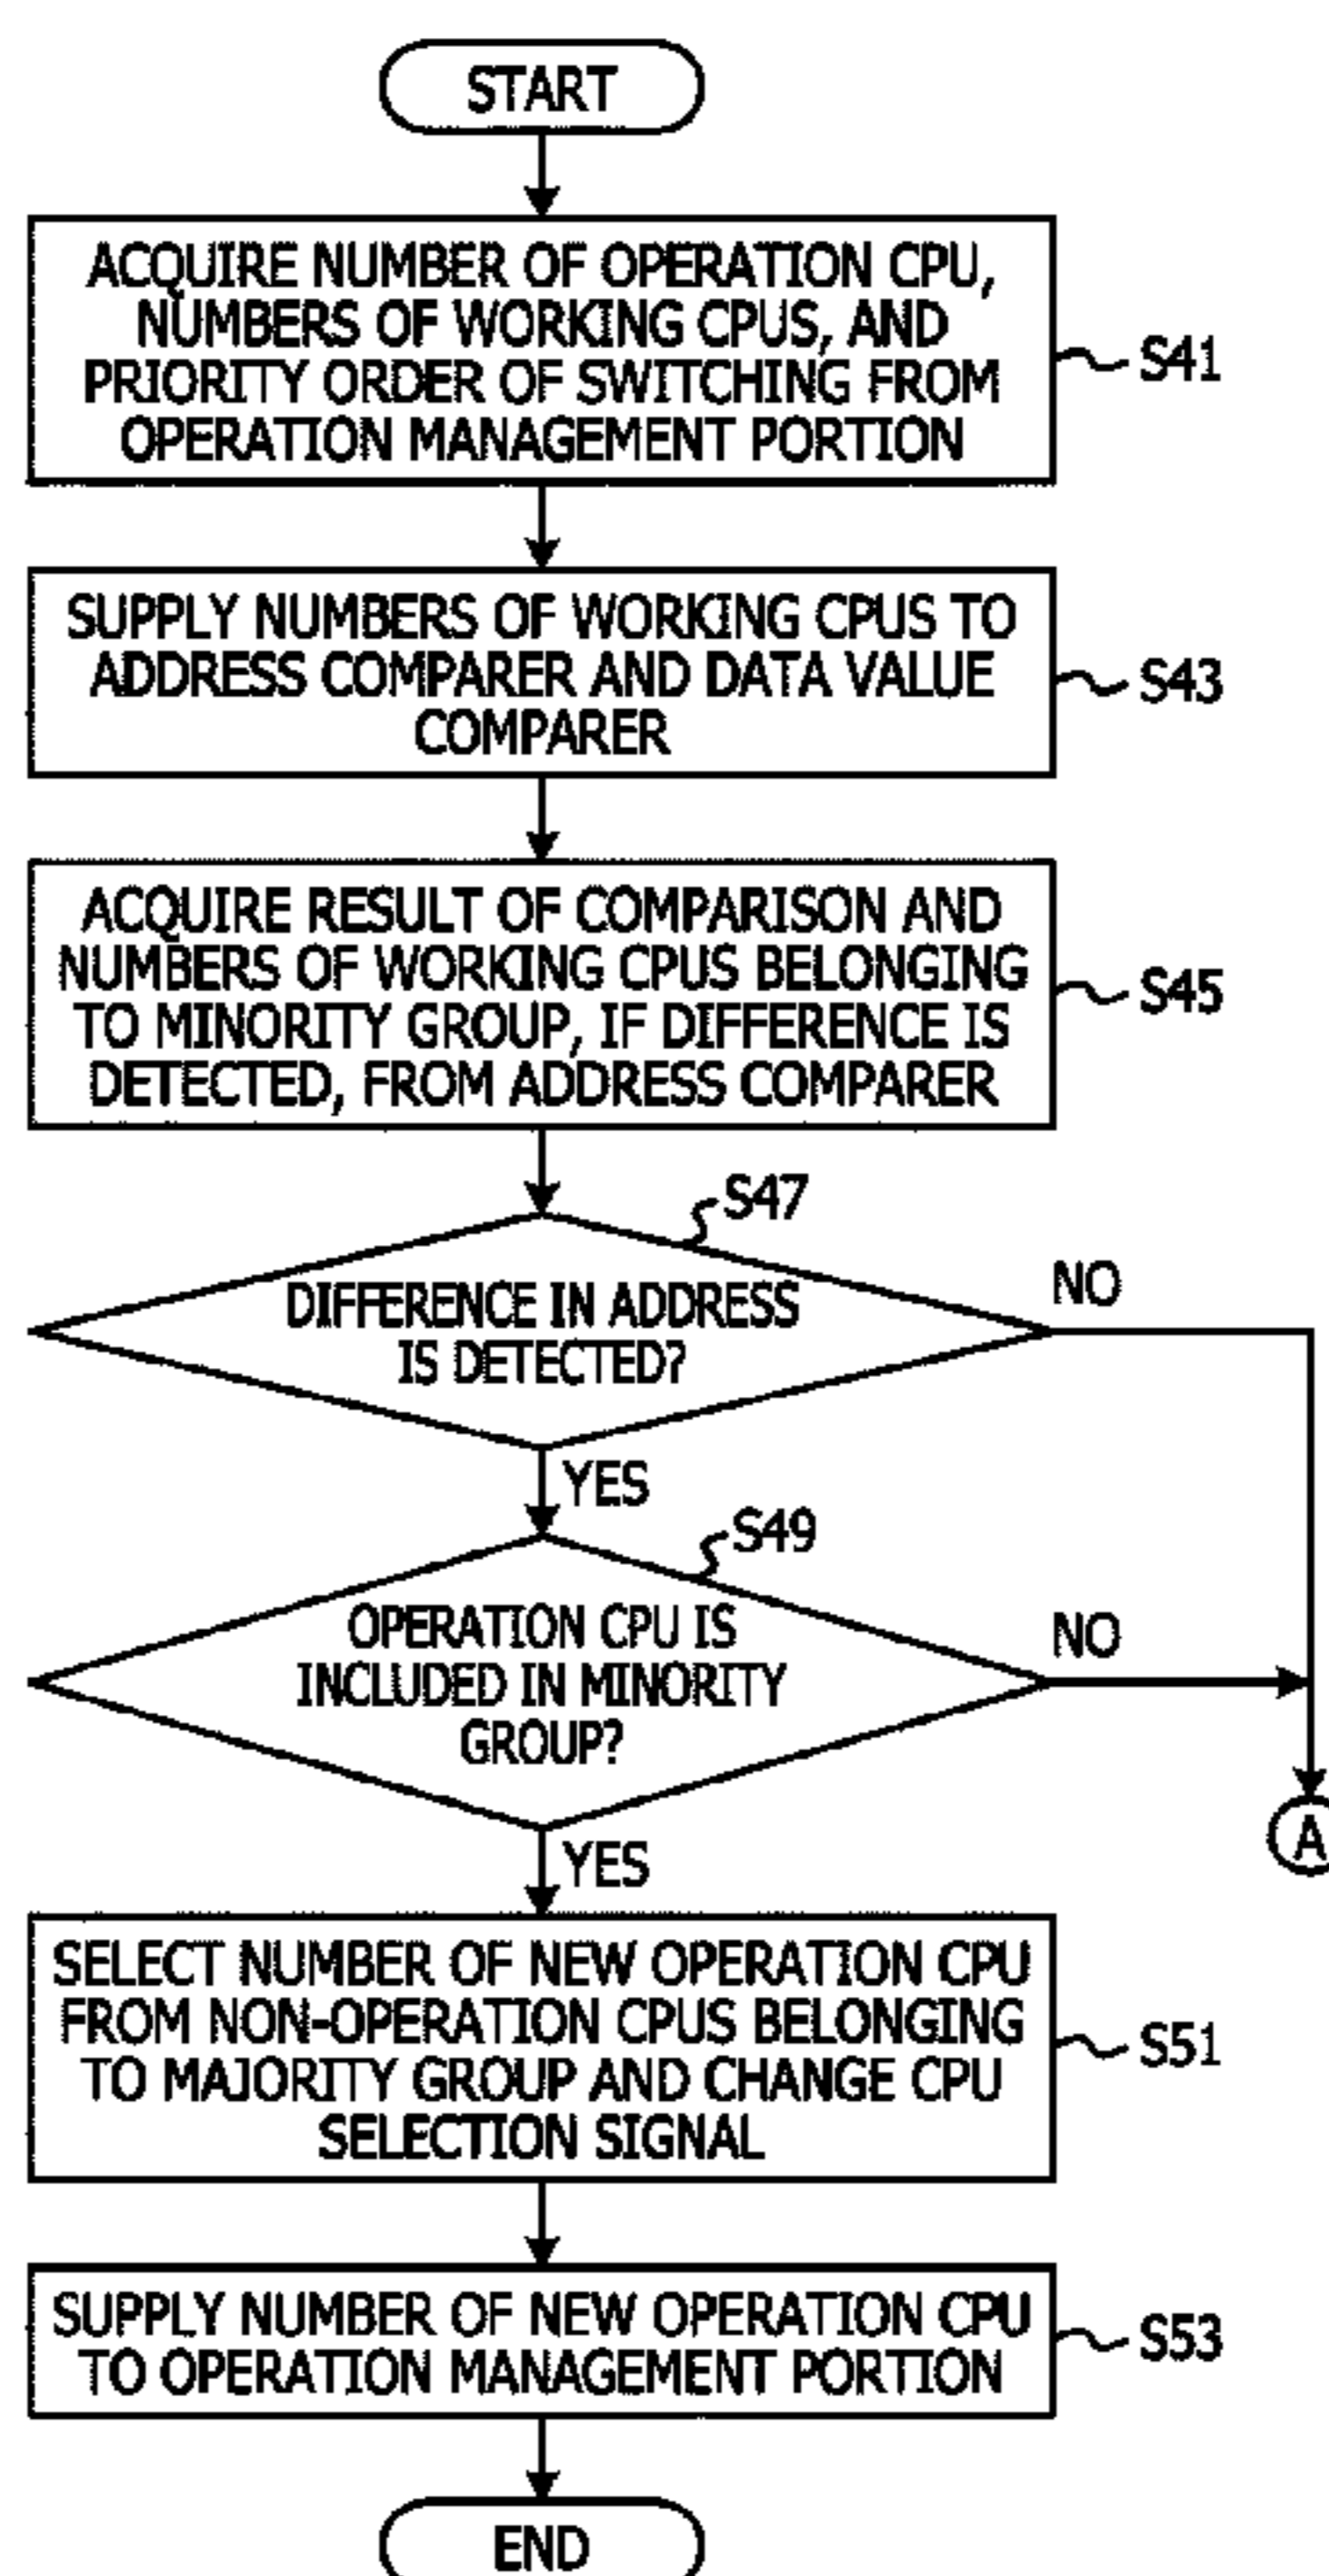 START
ACQUIRE NUMBER OF OPERATION CPU,
NUMBERS OF WORKING CPUS, AND
PRIORITY ORDER OF SWITCHING FROM
OPERATION MANAGEMENT PORTION
S41
SUPPLY NUMBERS OF WORKING CPUS TO
ADDRESS COMPARER AND DATA VALUE
COMPARER
S43
ACQUIRE RESULT OF COMPARISON AND
NUMBERS OF WORKING CPUS BELONGING
TO MINORITY GROUP, IF DIFFERENCE IS
DETECTED, FROM ADDRESS COMPARER
S45
S47
DIFFERENCE IN ADDRESS
IS DETECTED?
NO
YES
S49
OPERATION CPU IS
INCLUDED IN MINORITY
GROUP?
NO
A
YES
SELECT NUMBER OF NEW OPERATION CPU
FROM NON-OPERATION CPUS BELONGING
TO MAJORITY GROUP AND CHANGE CPU
SELECTION SIGNAL
S51
SUPPLY NUMBER OF NEW OPERATION CPU
TO OPERATION MANAGEMENT PORTION
S53
END